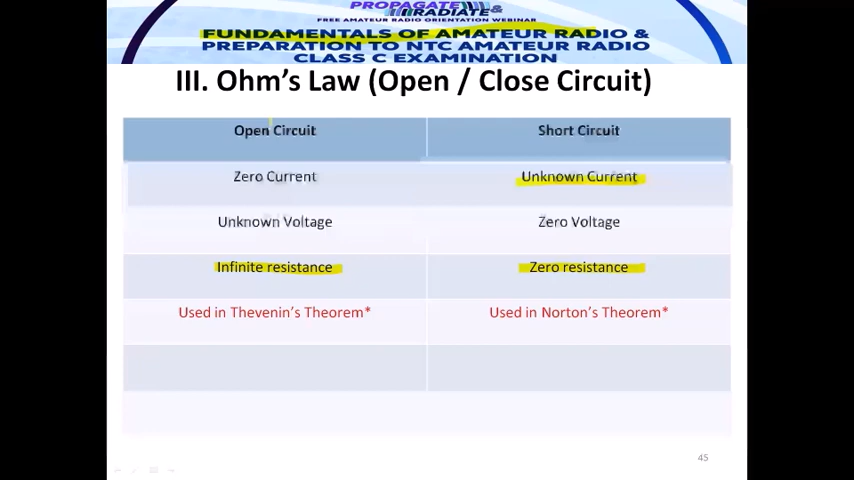 PROPAGATE &
RADIATE
FREE AMATEUR RADIO ORIENTATION WEBINAR
FUNDAMENTALS OF AMATEUR RADIO &
PREPARATION TO NTC AMATEUR RADIO
CLASS C EXAMINATION
III. Ohm's Law (Open / Close Circuit)
Open Circuit Short Circuit
Zero Current Unknown Current
Unknown Voltage Zero Voltage
Infinite resistance Zero resistance
Used in Thevenin's Theorem* Used in Norton's Theorem*
45